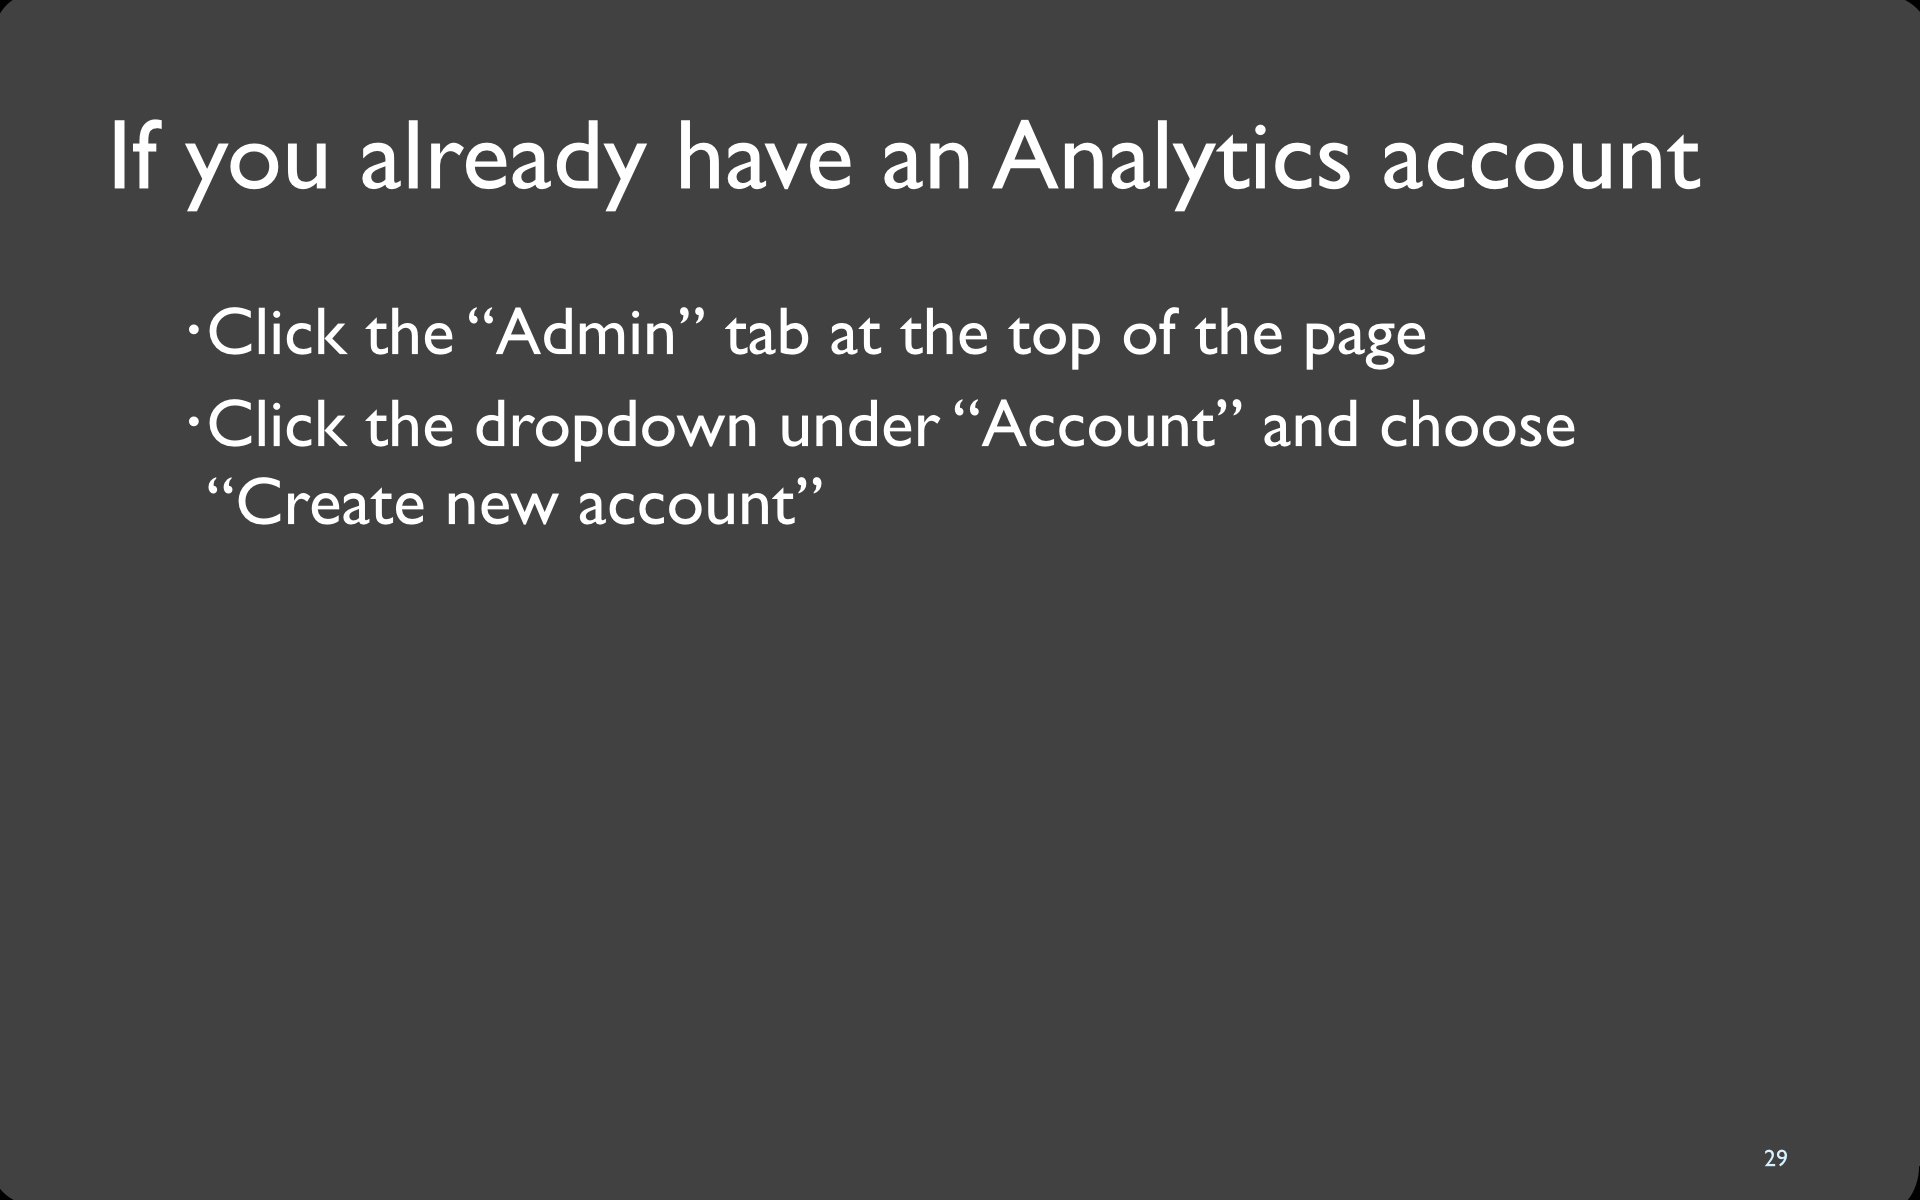 If you already have an Analytics account
•Click the “Admin” tab at the top of the page
•Click the dropdown under “Account” and choose
“Create new account”
29